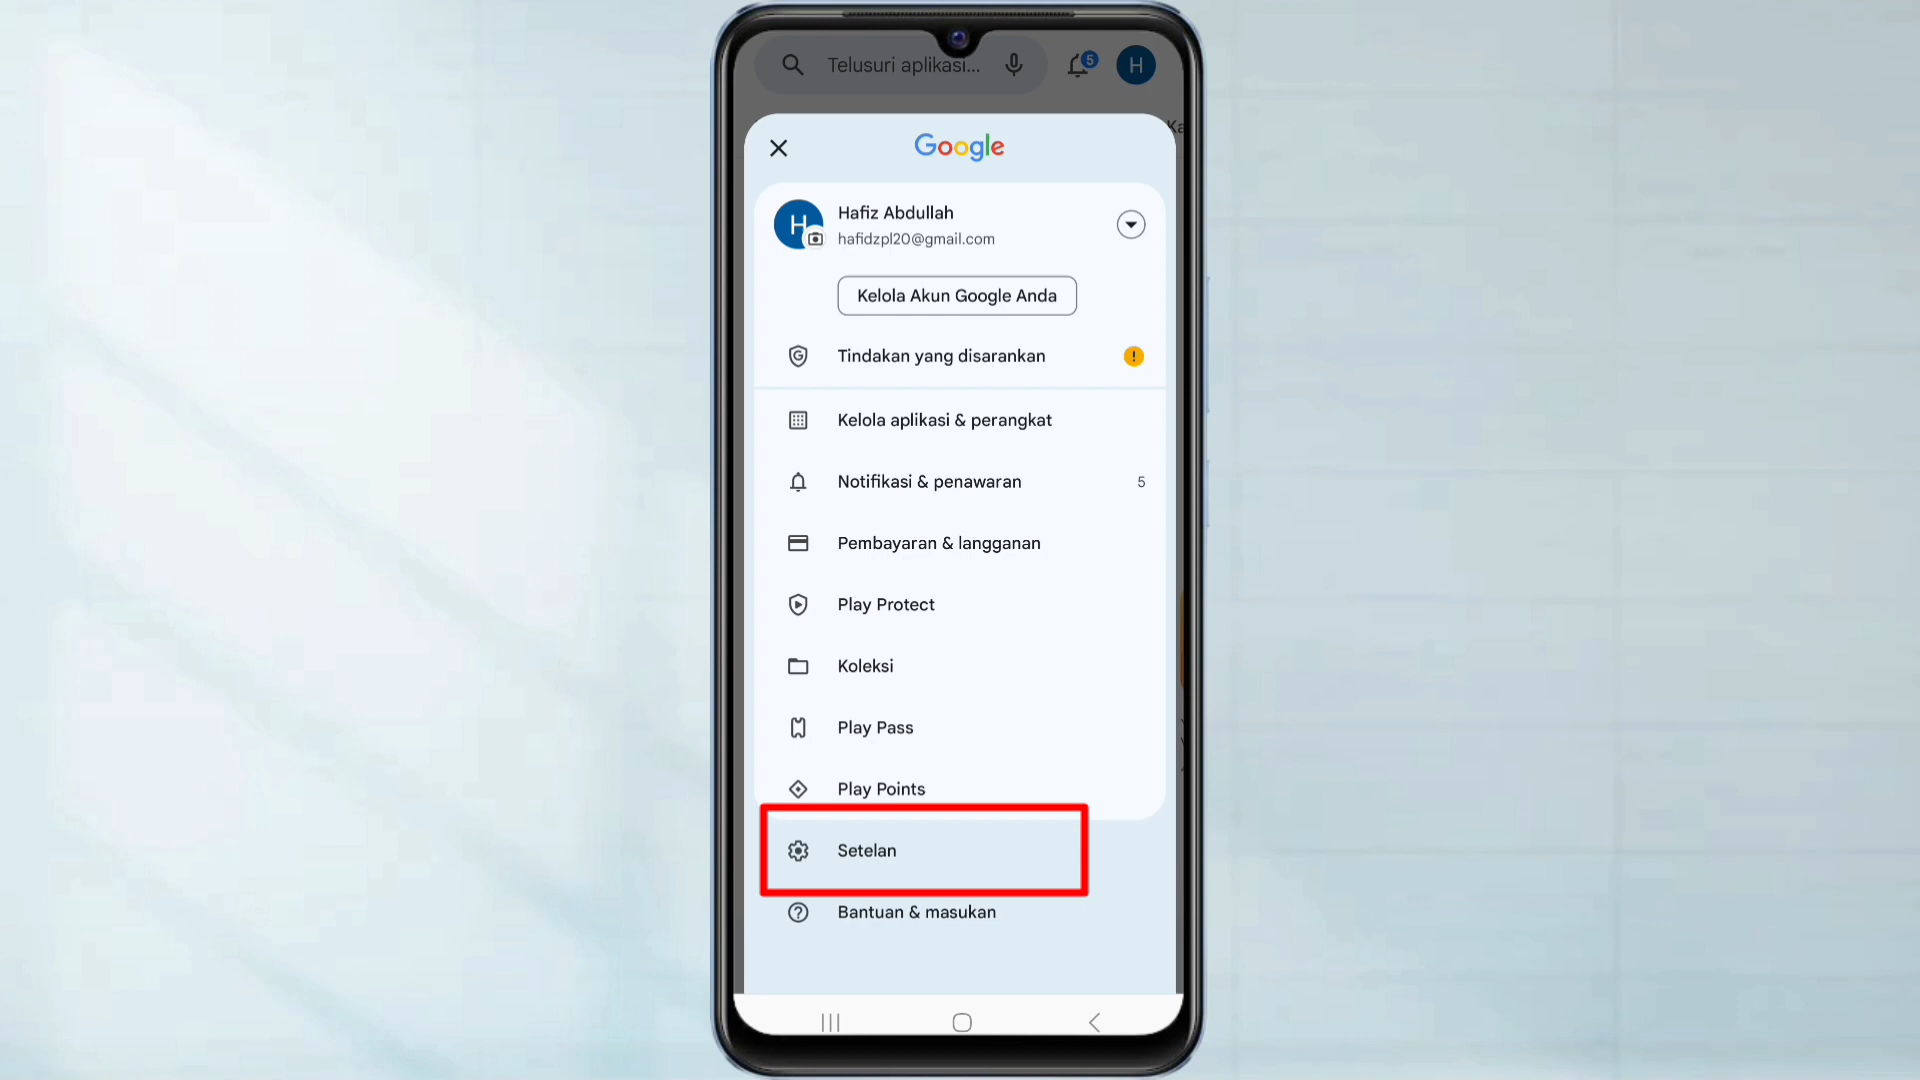 Telusuri aplikasi...
5
H
Ka
Google
H
Hafiz Abdullah
hafidzpl20@gmail.com
Kelola Akun Google Anda
Tindakan yang disarankan
Kelola aplikasi & perangkat
Notifikasi & penawaran 5
Pembayaran & langganan
Play Protect
Koleksi
Play Pass
Play Points
Setelan
Bantuan & masukan